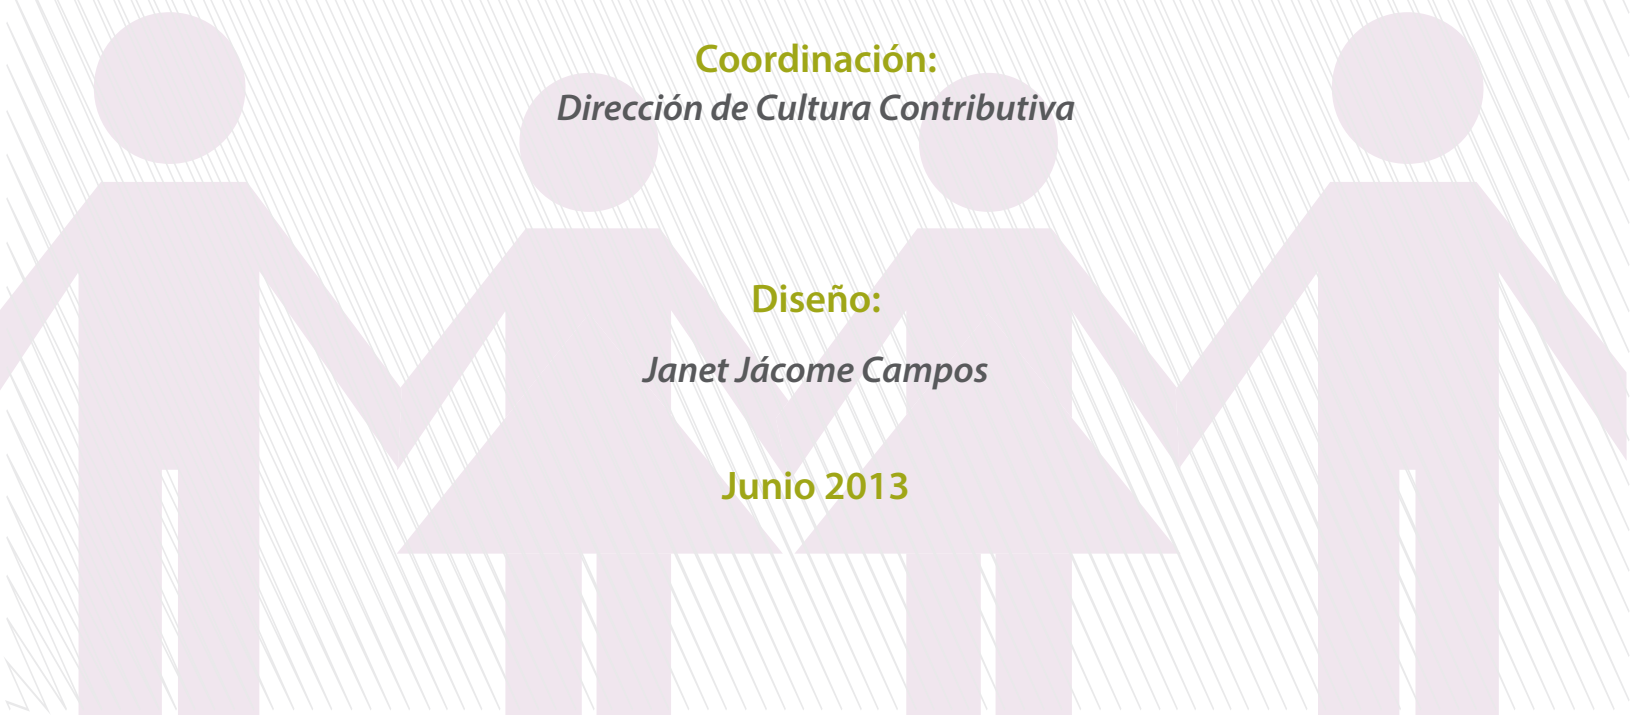 Coordinación:
Dirección de Cultura Contributiva
Diseño:
Janet Jácome Campos
Junio 2013